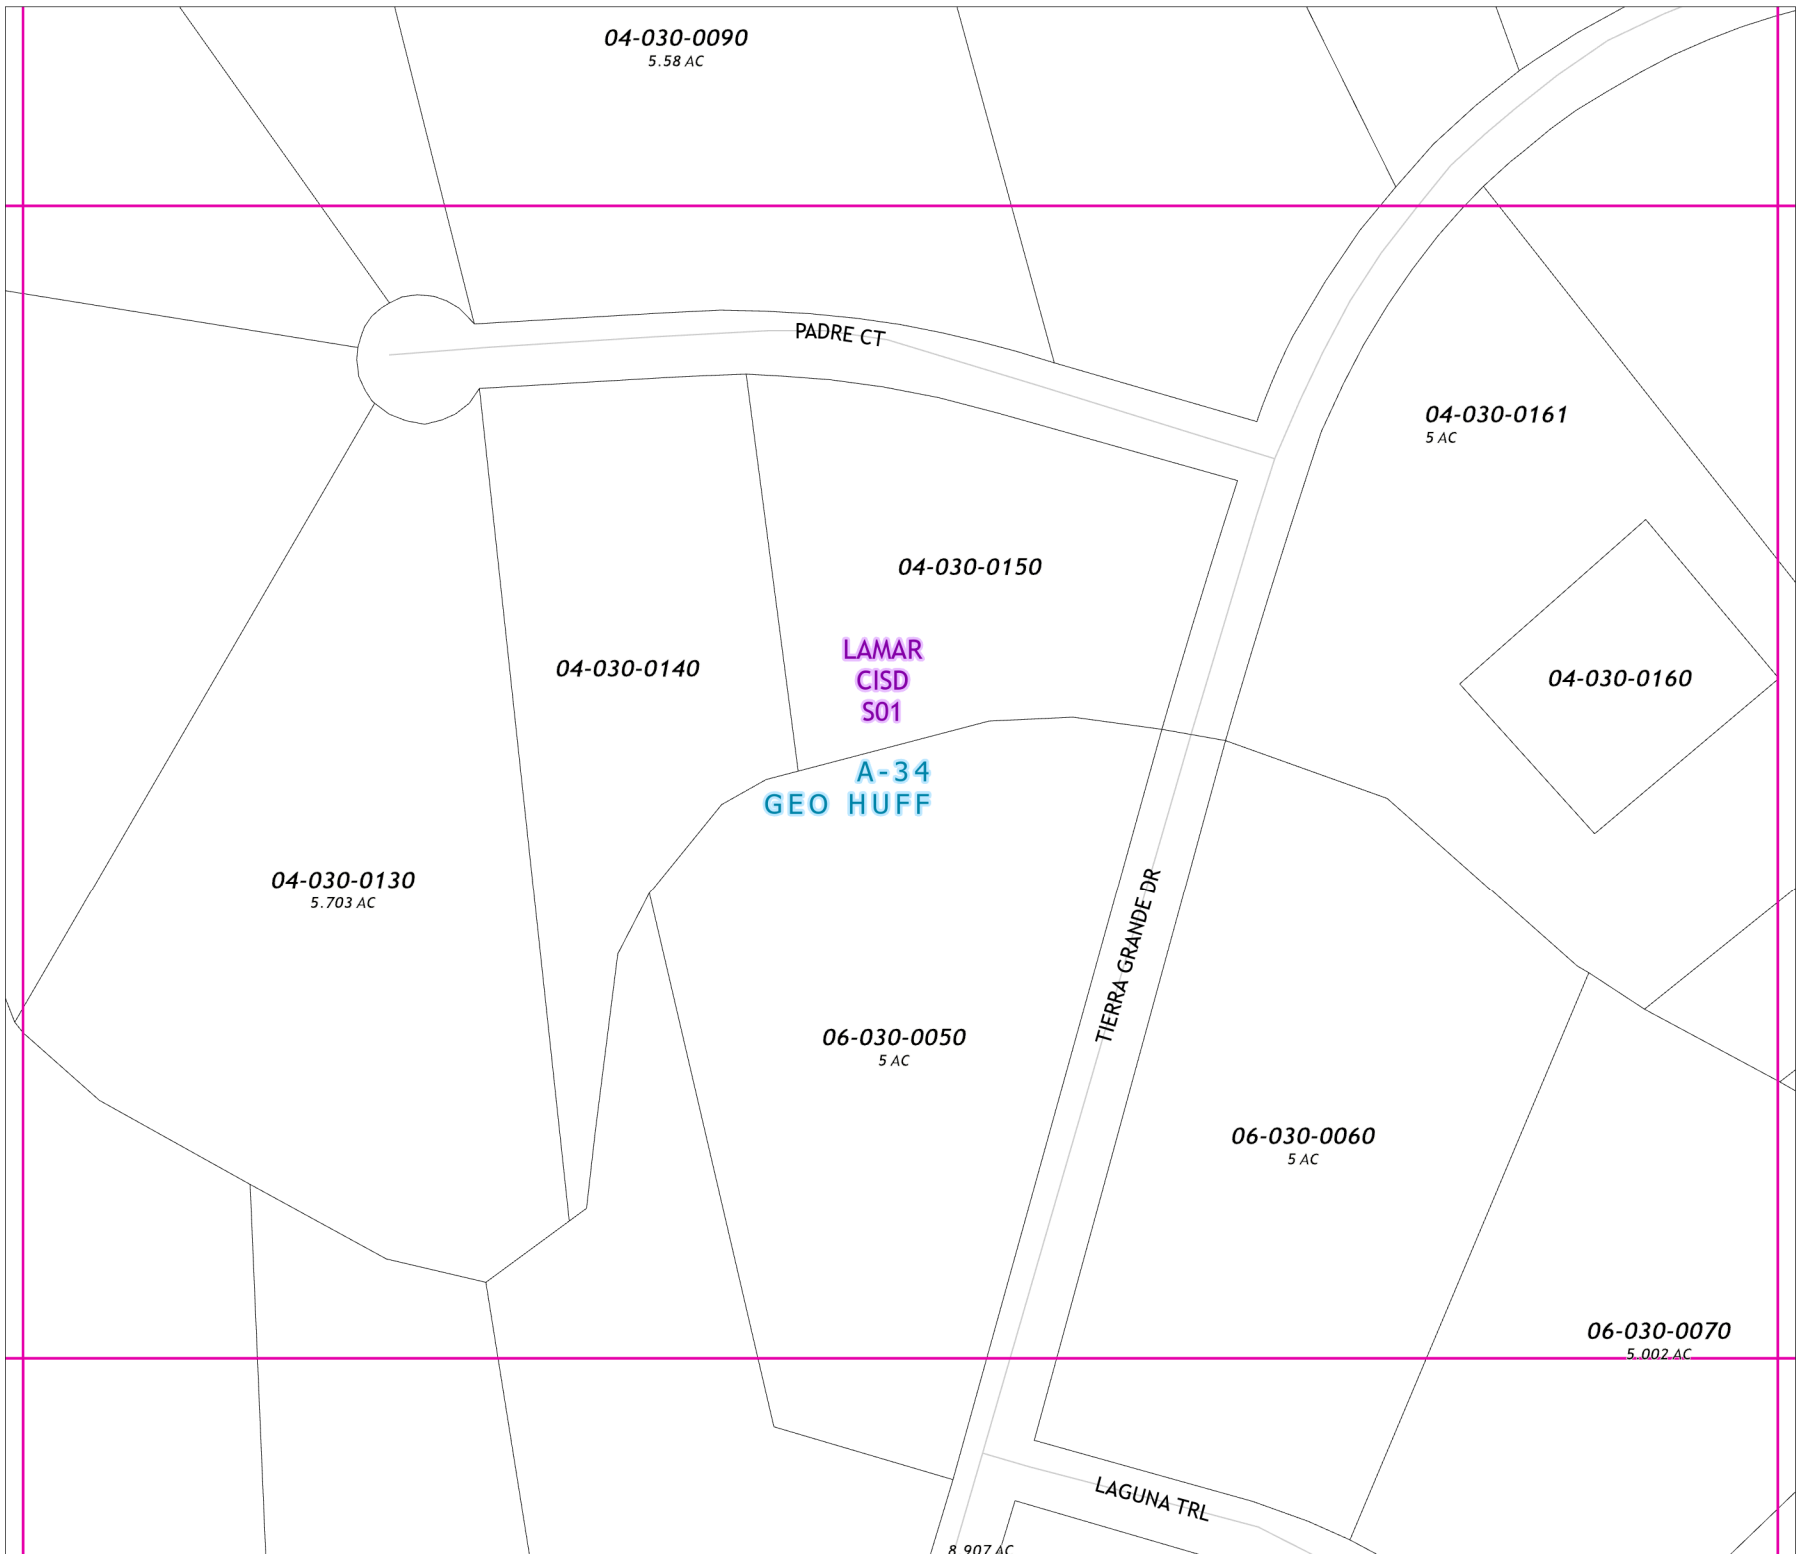 04-030-0090
5.58 AC
PADRE CT
04-030-0161
5 AC
04-030-0150
LAMAR
CISD
S01
04-030-0140
04-030-0160
A-34
GEO HUFF
04-030-0130
5.703 AC
TIERRA GRANDE DR
06-030-0050
5 AC
06-030-0060
5 AC
06-030-0070
5.002 AC
LAGUNA TRL
8.907 AC